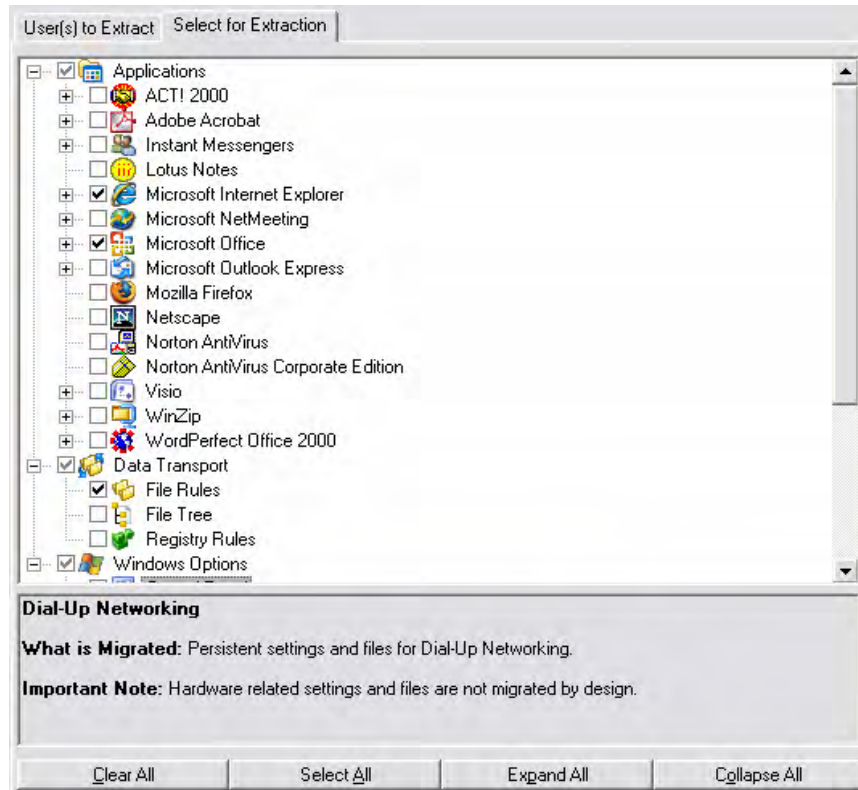 User(s) to Extract
Select for Extraction
Applications
ACT! 2000
Adobe Acrobat
Instant Messengers
Lotus Notes
Microsoft Internet Explorer
Microsoft NetMeeting
Microsoft Office
Microsoft Outlook Express
Mozilla Firefox
Netscape
Norton AntiVirus
Norton AntiVirus Corporate Edition
Visio
WinZip
WordPerfect Office 2000
Data Transport
File Rules
File Tree
Registry Rules
Windows Options
Dial-Up Networking
What is Migrated: Persistent settings and files for Dial-Up Networking.
Important Note: Hardware related settings and files are not migrated by design.
Clear All
Select All
Expand All
Collapse All